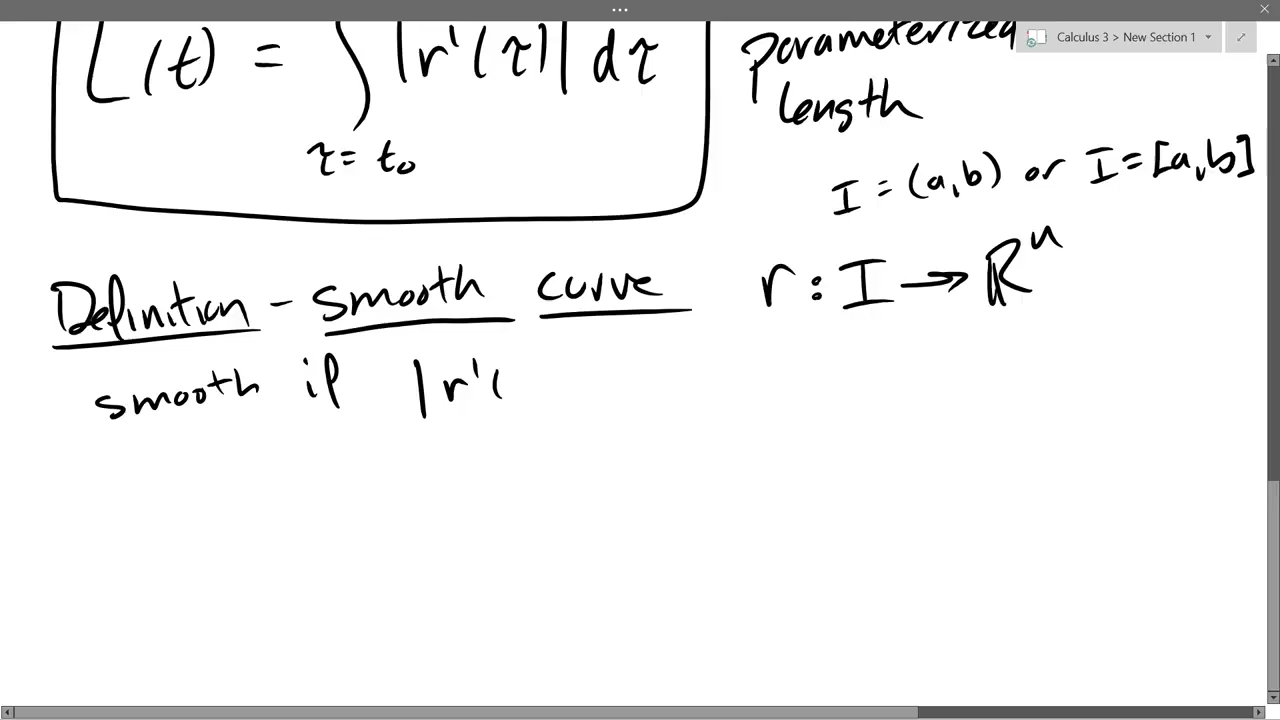 L(t) = ∫ |r'(τ)| dτ
τ = t₀
parameterized
length
I = (a,b) or I = [a,b]
Definition - smooth curve
r : I → ℝⁿ
smooth if |r'(
Calculus 3 > New Section 1